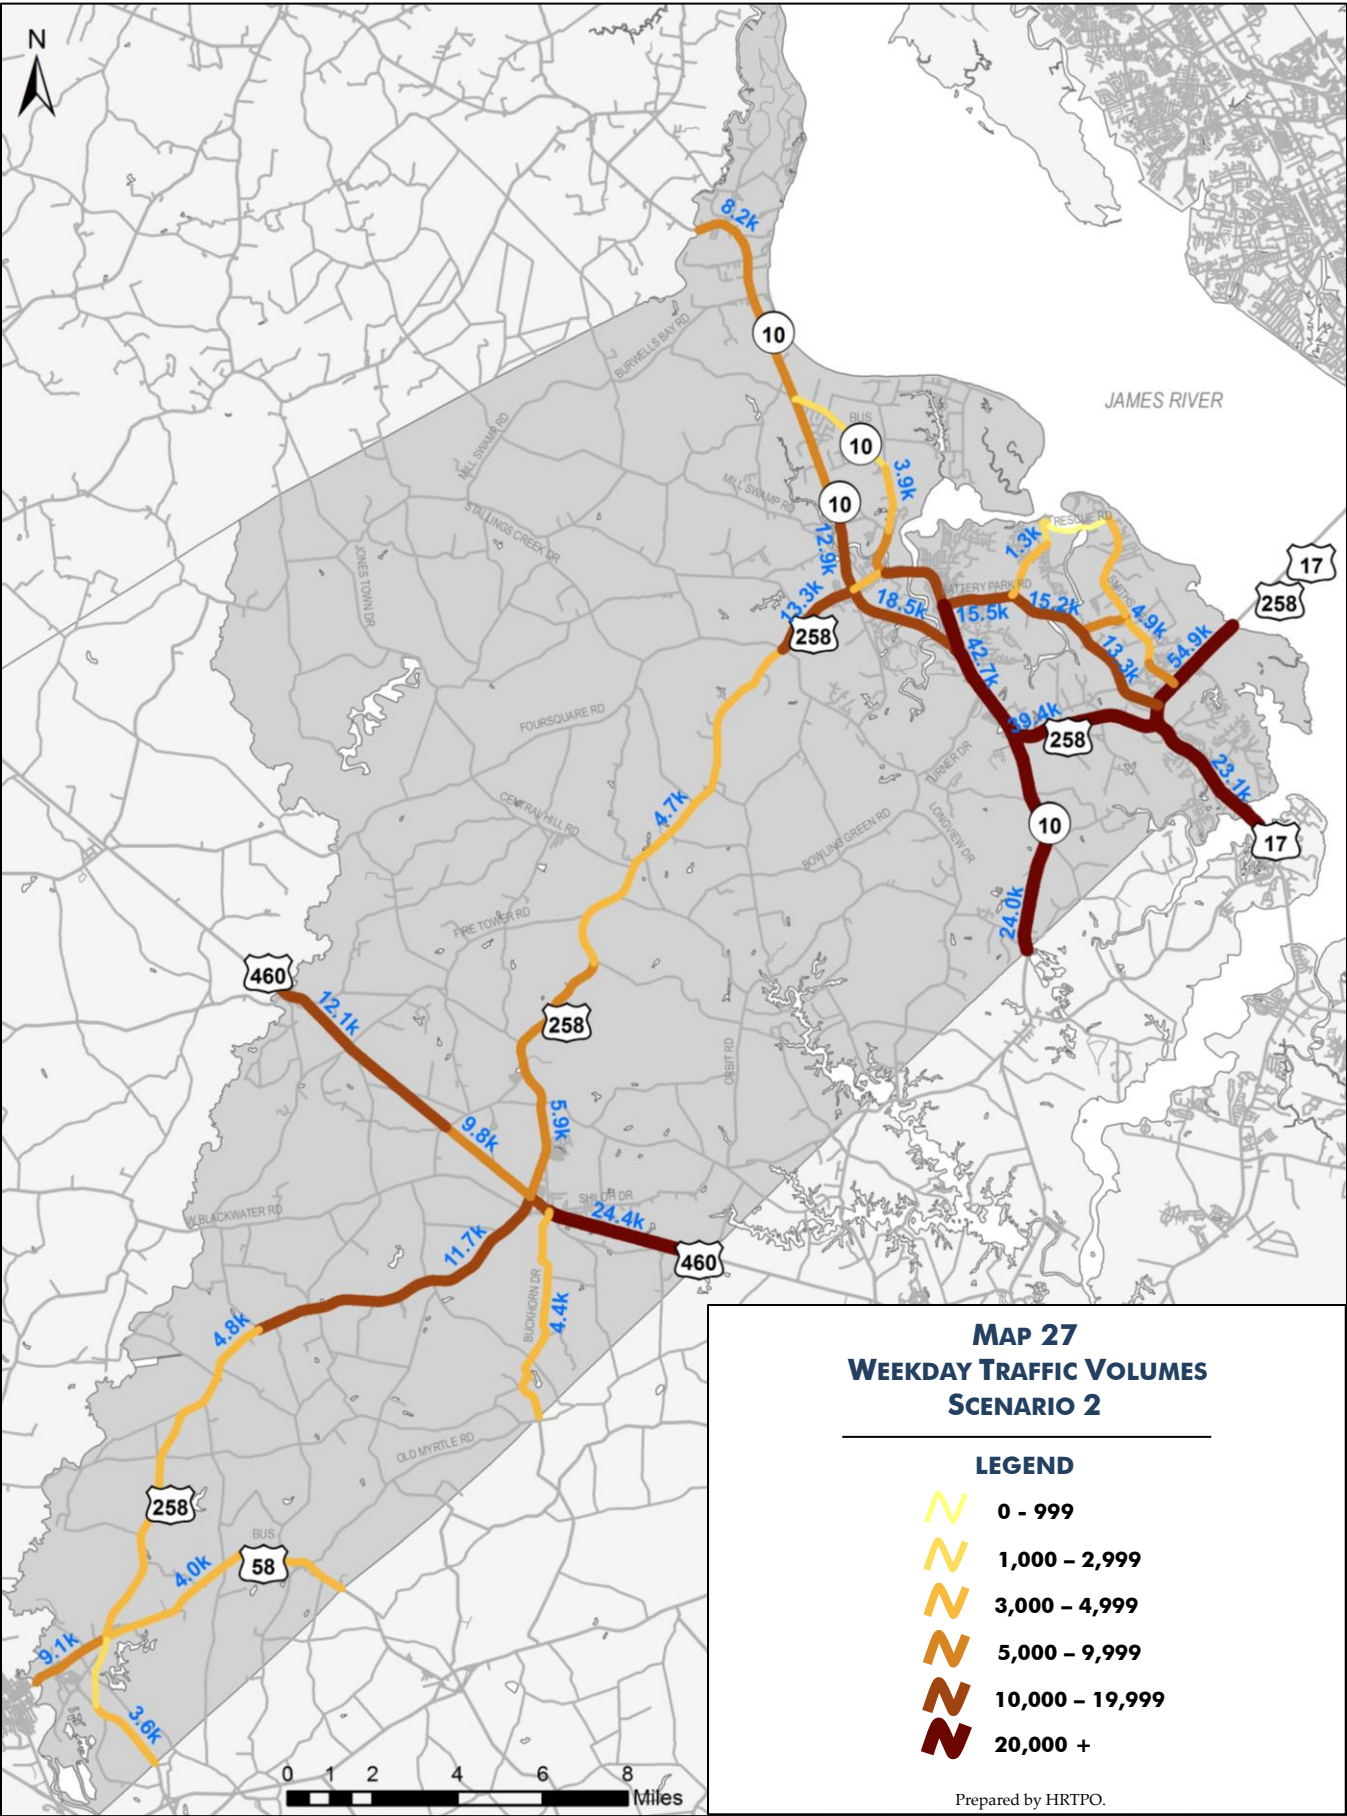 N
8.2k
10
BURWELLS BAY RD
JAMES RIVER
BUS
10
MILL SWAMP RD
3.9k
MILL SWAMP RD
10
STALLINGS CREEK DR
RESCUE RD
12.9k
1.3k
JONES TOWN DR
17
258
BATTERY PARK RD
13.3k
18.5k
15.5k
15.2k
SMITHS
4.9k
258
42.7k
13.3k
54.9k
FOURSQUARE RD
39.4k
258
TURNER DR
23.1k
4.7k
CENTRAL HILL RD
LONGVIEW DR
BOWLING GREEN RD
10
17
FIRE TOWER RD
24.0k
460
12.1k
258
ORBIT RD
5.9k
9.8k
SHILOH DR
W BLACKWATER RD
24.4k
11.7k
460
BUCKHORN DR
4.4k
4.8k
OLD MYRTLE RD
258
BUS
58
4.0k
9.1k
3.6k
0 1 2 4 6 8
Miles
MAP 27
WEEKDAY TRAFFIC VOLUMES
SCENARIO 2
LEGEND
0 - 999
1,000 – 2,999
3,000 – 4,999
5,000 – 9,999
10,000 – 19,999
20,000 +
Prepared by HRTPO.